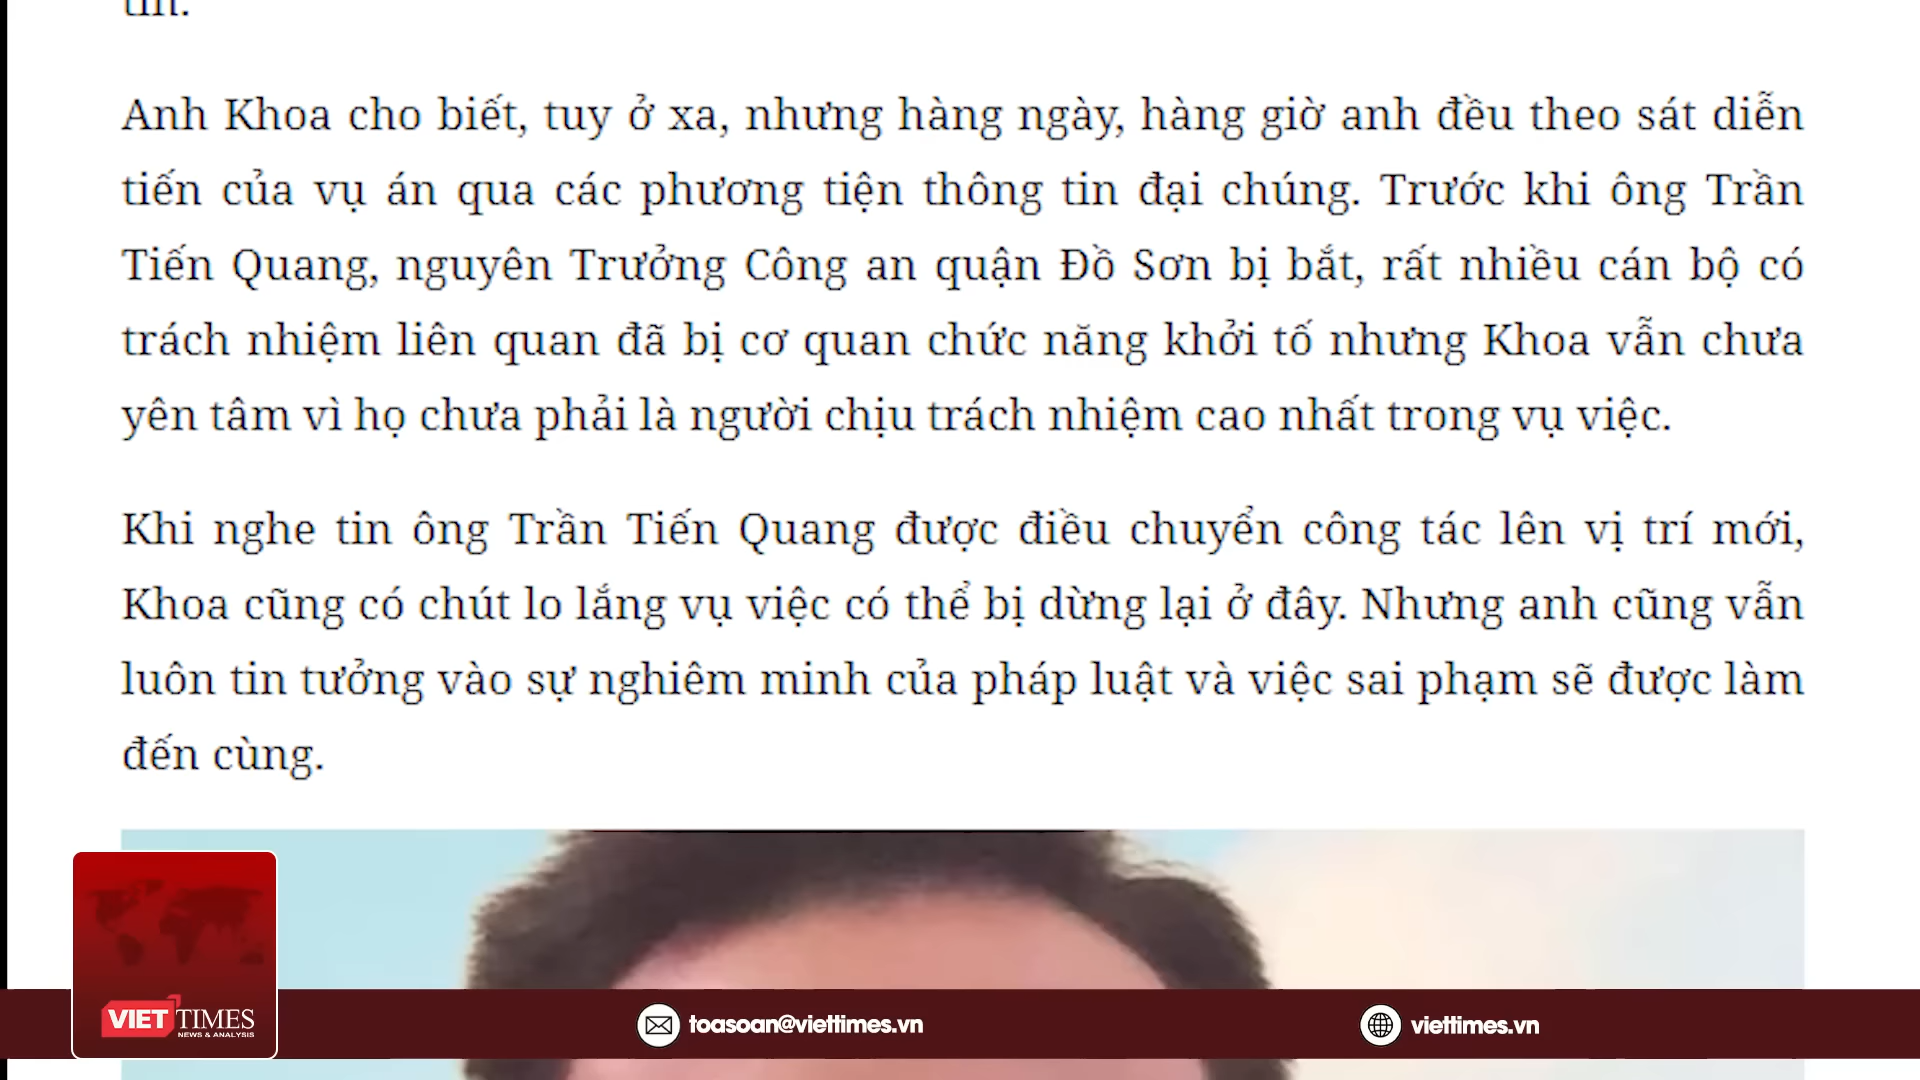 tin.
Anh Khoa cho biết, tuy ở xa, nhưng hàng ngày, hàng giờ anh đều theo sát diễn
tiến của vụ án qua các phương tiện thông tin đại chúng. Trước khi ông Trần
Tiến Quang, nguyên Trưởng Công an quận Đồ Sơn bị bắt, rất nhiều cán bộ có
trách nhiệm liên quan đã bị cơ quan chức năng khởi tố nhưng Khoa vẫn chưa
yên tâm vì họ chưa phải là người chịu trách nhiệm cao nhất trong vụ việc.
Khi nghe tin ông Trần Tiến Quang được điều chuyển công tác lên vị trí mới,
Khoa cũng có chút lo lắng vụ việc có thể bị dừng lại ở đây. Nhưng anh cũng vẫn
luôn tin tưởng vào sự nghiêm minh của pháp luật và việc sai phạm sẽ được làm
đến cùng.
VIETTIMES
NEWS & ANALYSIS
toasoan@viettimes.vn
viettimes.vn